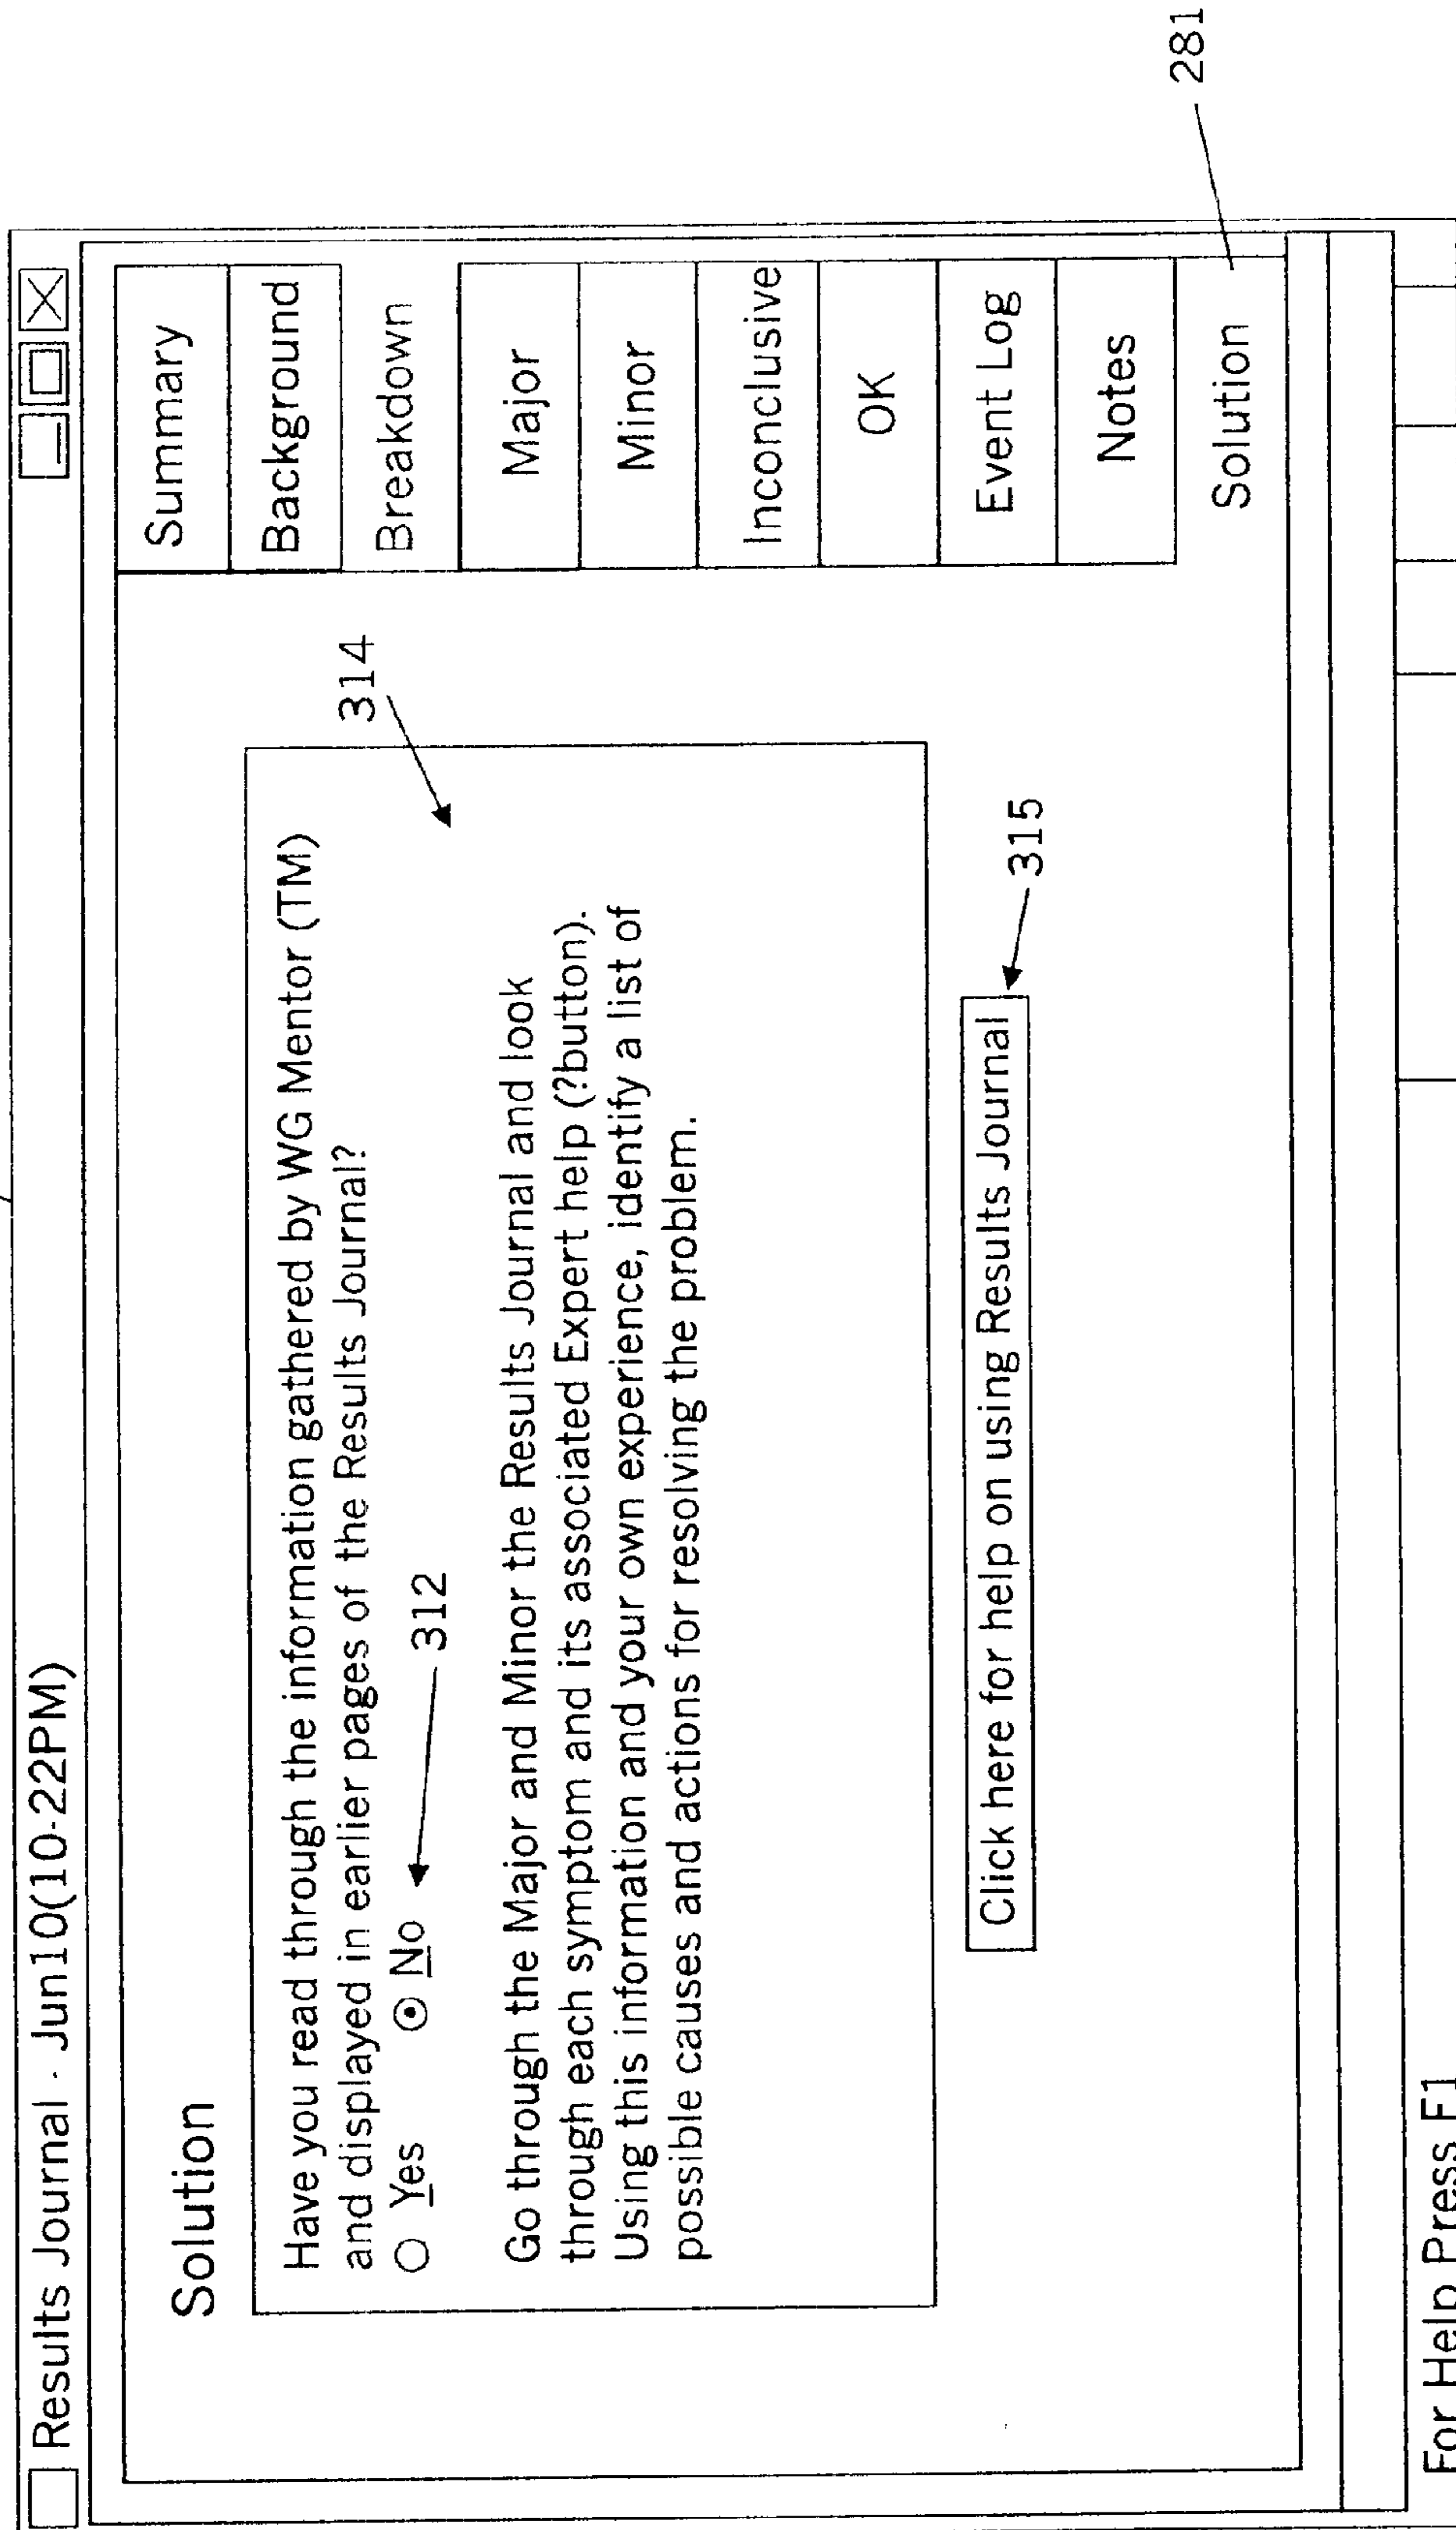 Results Journal - Jun10(10-22PM)
Solution
Have you read through the information gathered by WG Mentor (TM)
and displayed in earlier pages of the Results Journal?
Yes No
312
314
Go through the Major and Minor the Results Journal and look
through each symptom and its associated Expert help (?button).
Using this information and your own experience, identify a list of
possible causes and actions for resolving the problem.
Click here for help on using Results Journal
315
Summary
Background
Breakdown
Major
Minor
Inconclusive
OK
Event Log
Notes
Solution
281
For Help Press F1